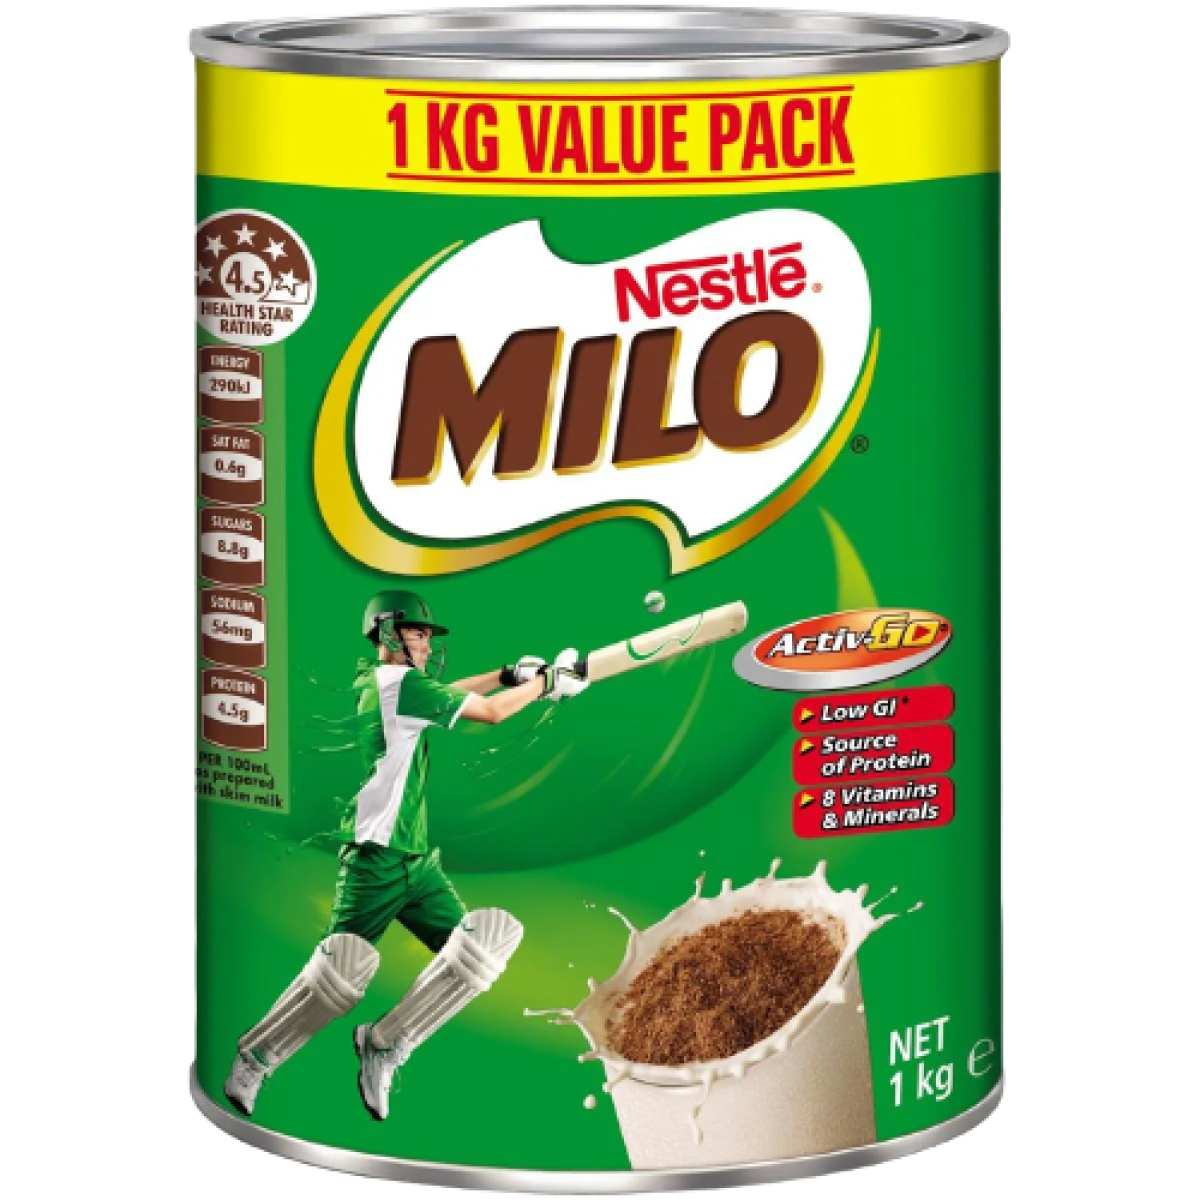 1 KG VALUE PACK
Nestlé®
MILO®
4.5
HEALTH STAR
RATING
ENERGY
290kJ
SAT FAT
0.6g
SUGARS
8.8g
SODIUM
56mg
PROTEIN
4.5g
PER 100mL
as prepared
with skim milk
Activ-GO
Low GI*
Source
of Protein
8 Vitamins
& Minerals
NET
1 kg e